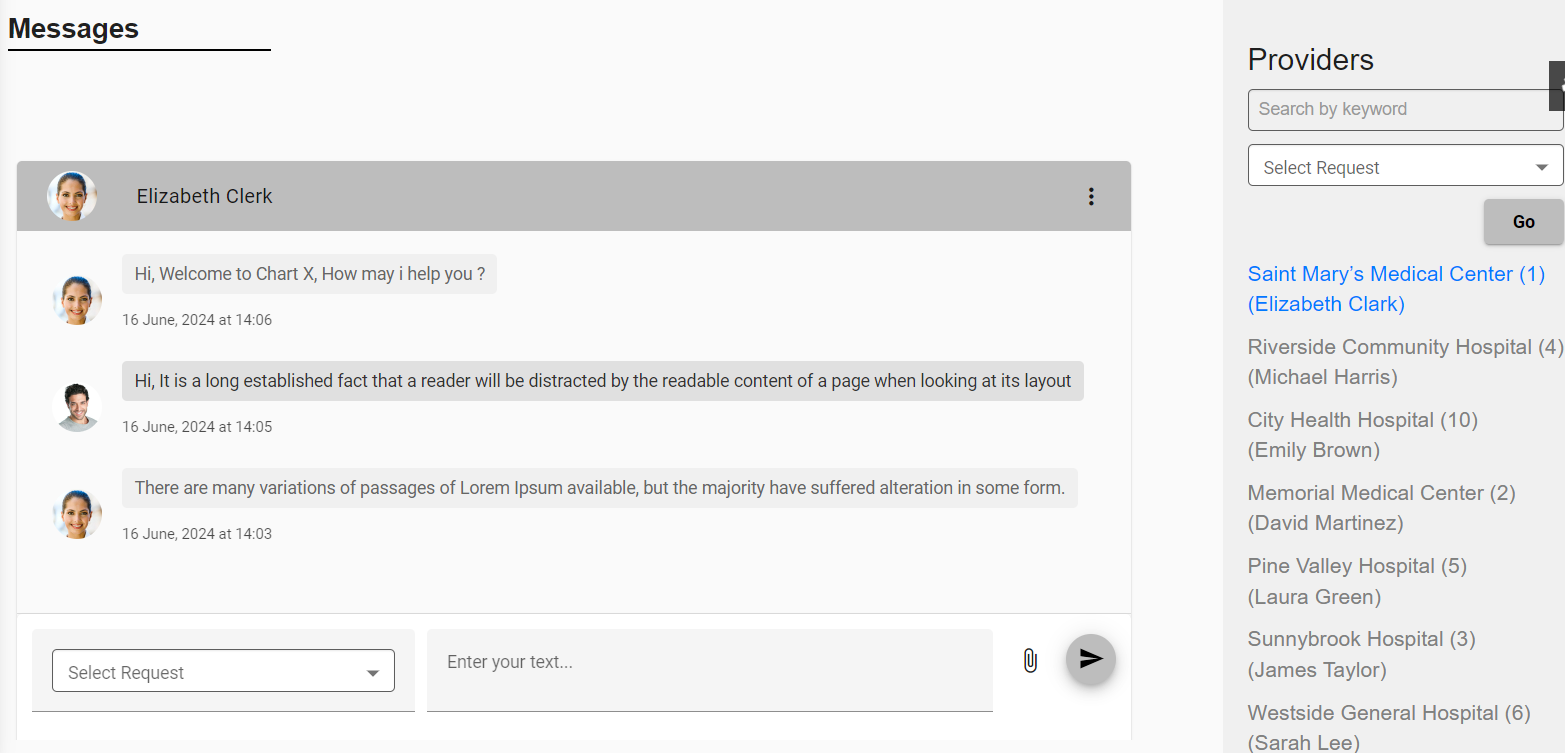 Messages
Elizabeth Clerk
Hi, Welcome to Chart X, How may i help you ?
16 June, 2024 at 14:06
Hi, It is a long established fact that a reader will be distracted by the readable content of a page when looking at its layout
16 June, 2024 at 14:05
There are many variations of passages of Lorem Ipsum available, but the majority have suffered alteration in some form.
16 June, 2024 at 14:03
Select Request
Enter your text...
Providers
Search by keyword
Select Request
Go
Saint Mary’s Medical Center (1)
(Elizabeth Clark)
Riverside Community Hospital (4)
(Michael Harris)
City Health Hospital (10)
(Emily Brown)
Memorial Medical Center (2)
(David Martinez)
Pine Valley Hospital (5)
(Laura Green)
Sunnybrook Hospital (3)
(James Taylor)
Westside General Hospital (6)
(Sarah Lee)